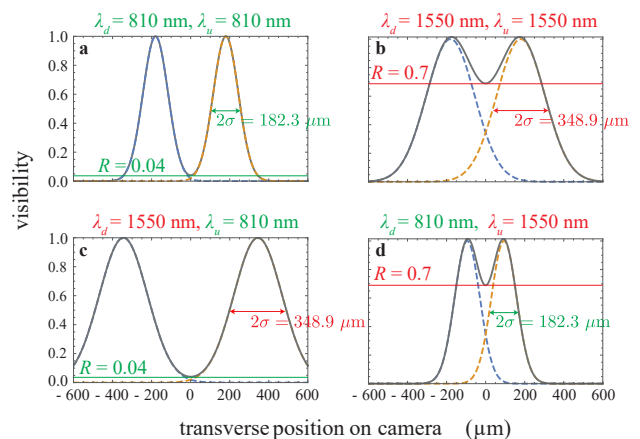 λd = 810 nm, λu = 810 nm
λd = 1550 nm, λu = 1550 nm
a
1.0
0.8
0.6
0.4
0.2
0.0
2σ = 182.3 μm
R = 0.04
b
R = 0.7
2σ = 348.9 μm
visibility
λd = 1550 nm, λu = 810 nm
λd = 810 nm, λu = 1550 nm
c
1.0
0.8
0.6
0.4
0.2
0.0
2σ = 348.9 μm
R = 0.04
d
R = 0.7
2σ = 182.3 μm
- 600 - 400 - 200 0 200 400 600
- 600 - 400 - 200 0 200 400 600
transverse position on camera (μm)